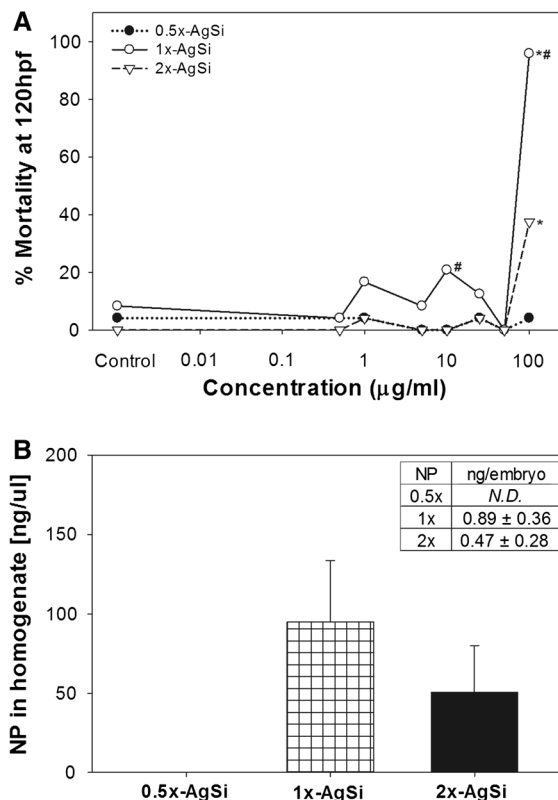 A
0.5x-AgSi
1x-AgSi
2x-AgSi
100
80
60
40
20
0
% Mortality at 120hpf
*#
*
#
Control 0.01 0.1 1 10 100
Concentration (μg/ml)
B
200
150
100
50
0
NP in homogenate [ng/ul]
NP ng/embryo
0.5x N.D.
1x 0.89 ± 0.36
2x 0.47 ± 0.28
0.5x-AgSi 1x-AgSi 2x-AgSi